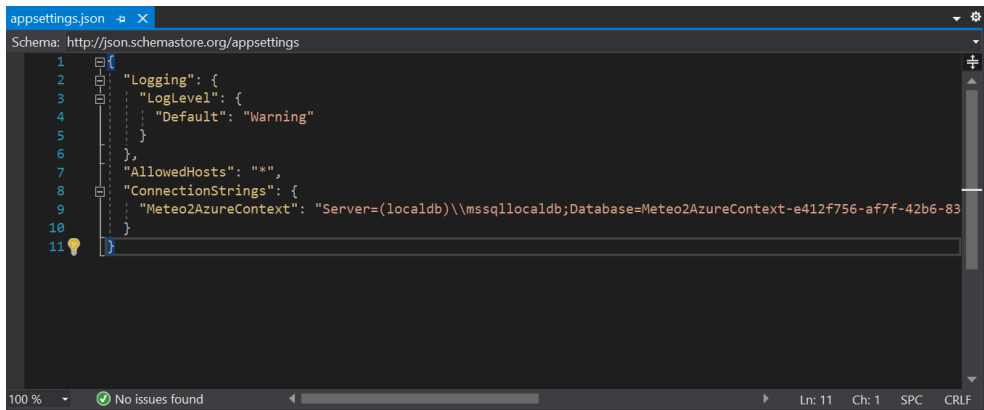 appsettings.json
Schema: http://json.schemastore.org/appsettings
1 {
2 "Logging": {
3 "LogLevel": {
4 "Default": "Warning"
5 }
6 },
7 "AllowedHosts": "*",
8 "ConnectionStrings": {
9 "Meteo2AzureContext": "Server=(localdb)\\mssqllocaldb;Database=Meteo2AzureContext-e412f756-af7f-42b6-83
10 }
11 }
100 % No issues found Ln: 11 Ch: 1 SPC CRLF